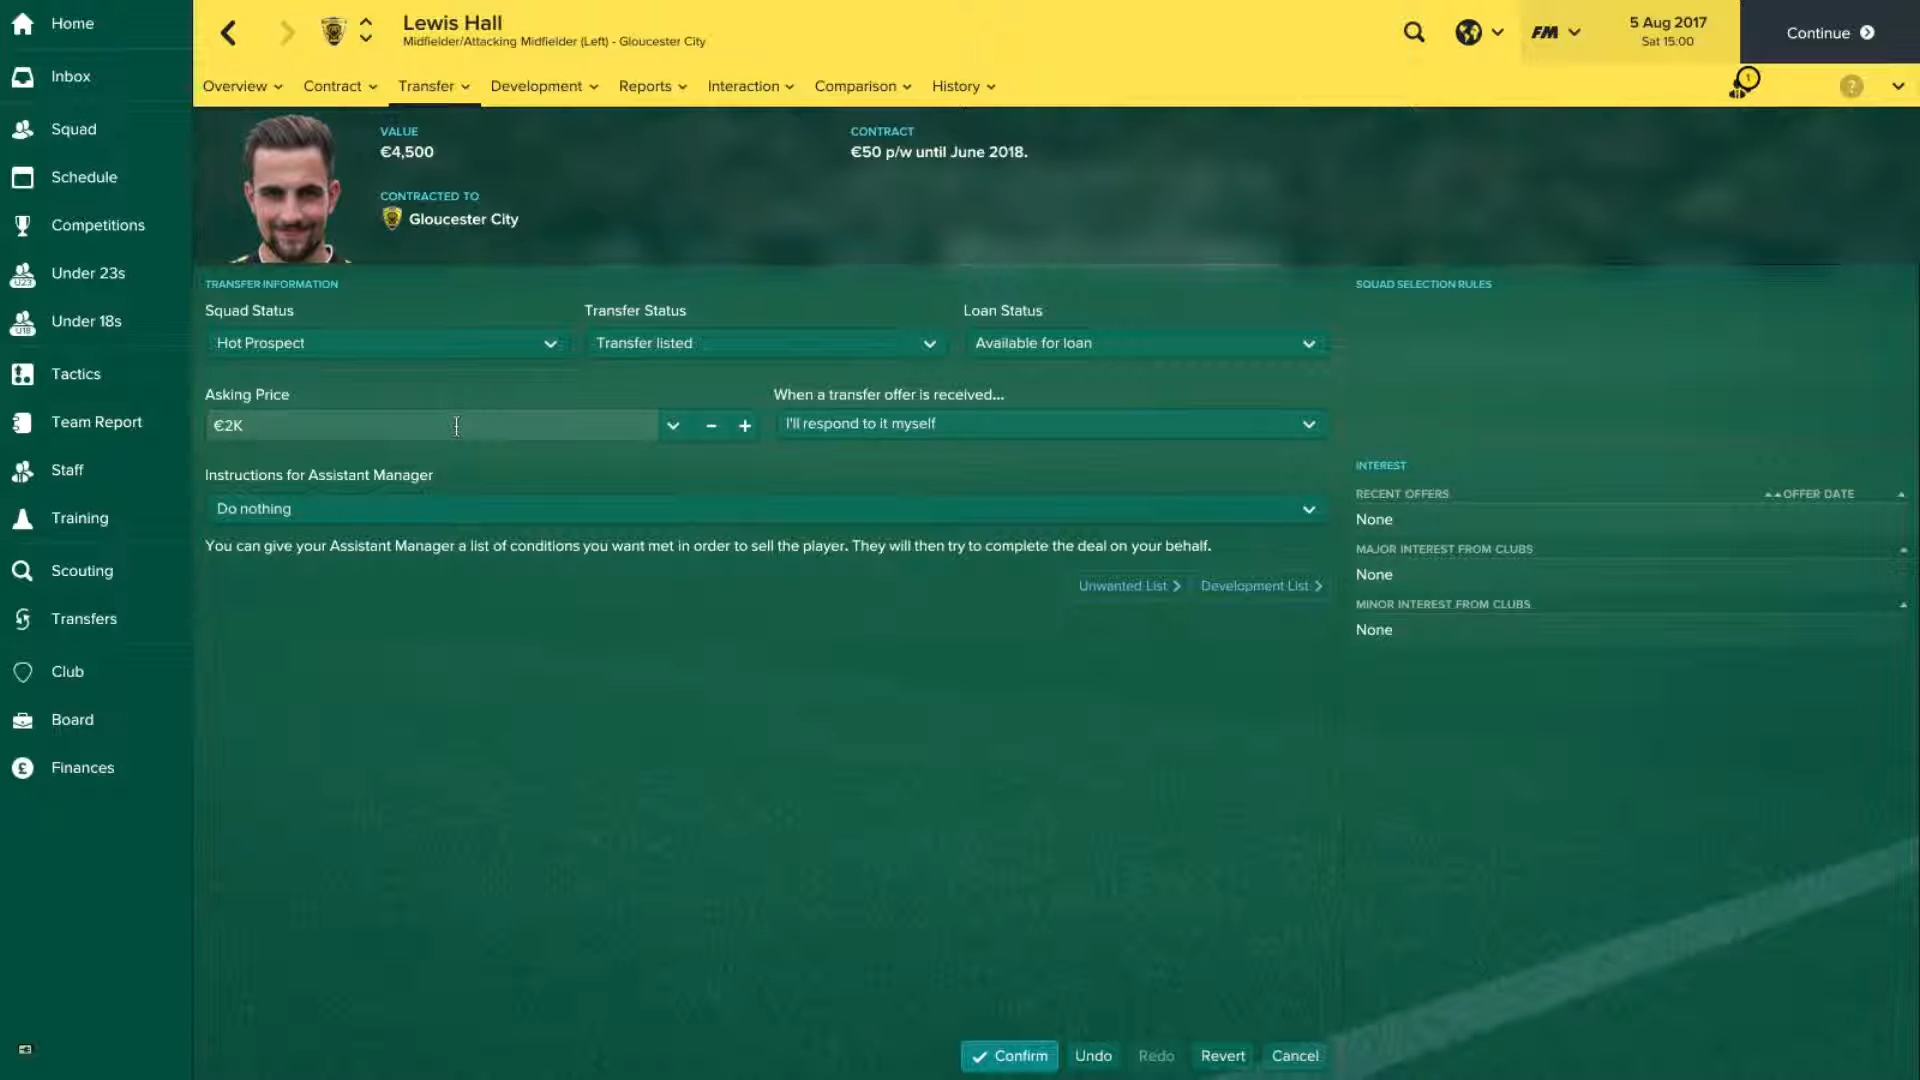 Home
Inbox
Squad
Schedule
Competitions
U23
Under 23s
U18
Under 18s
Tactics
Team Report
Staff
Training
Scouting
Transfers
Club
Board
Finances
Lewis Hall
Midfielder/Attacking Midfielder (Left) - Gloucester City
FM
5 Aug 2017
Sat 15:00
Continue
Overview
Contract
Transfer
Development
Reports
Interaction
Comparison
History
1
?
VALUE
€4,500
CONTRACT
€50 p/w until June 2018.
CONTRACTED TO
Gloucester City
TRANSFER INFORMATION
Squad Status
Transfer Status
Loan Status
Hot Prospect
Transfer listed
Available for loan
Asking Price
When a transfer offer is received...
€2K
- +
I'll respond to it myself
Instructions for Assistant Manager
Do nothing
You can give your Assistant Manager a list of conditions you want met in order to sell the player. They will then try to complete the deal on your behalf.
Unwanted List >
Development List >
SQUAD SELECTION RULES
INTEREST
RECENT OFFERS
OFFER DATE
None
MAJOR INTEREST FROM CLUBS
None
MINOR INTEREST FROM CLUBS
None
Confirm
Undo
Redo
Revert
Cancel